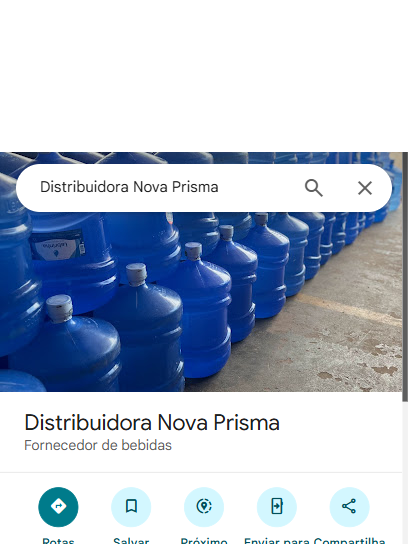 Distribuidora Nova Prisma
Distribuidora Nova Prisma
Fornecedor de bebidas
Rotas Salvar Próximo Enviar para Compartilha